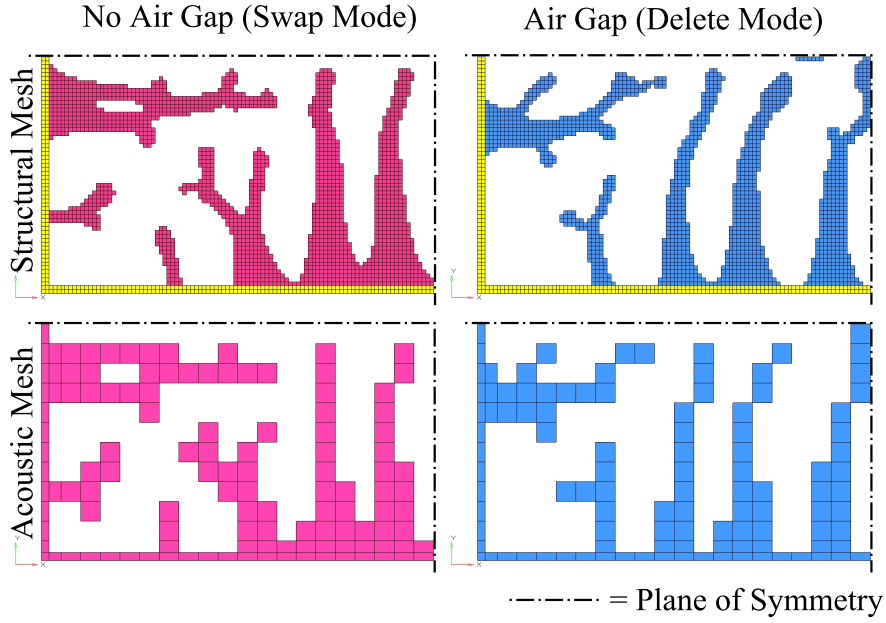 No Air Gap (Swap Mode)
Air Gap (Delete Mode)
Structural Mesh
Y
X
Y
X
Acoustic Mesh
Y
X
Y
X
= Plane of Symmetry